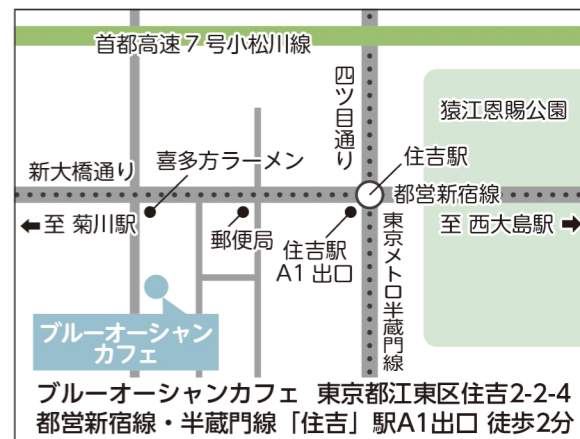 首都高速7号小松川線
四ツ目通り
猿江恩賜公園
新大橋通り
喜多方ラーメン
住吉駅
都営新宿線
至 菊川駅
郵便局
住吉駅
A1 出口
東京メトロ半蔵門線
至 西大島駅
ブルーオーシャン
カフェ
ブルーオーシャンカフェ 東京都江東区住吉2-2-4
都営新宿線・半蔵門線「住吉」駅A1出口 徒歩2分